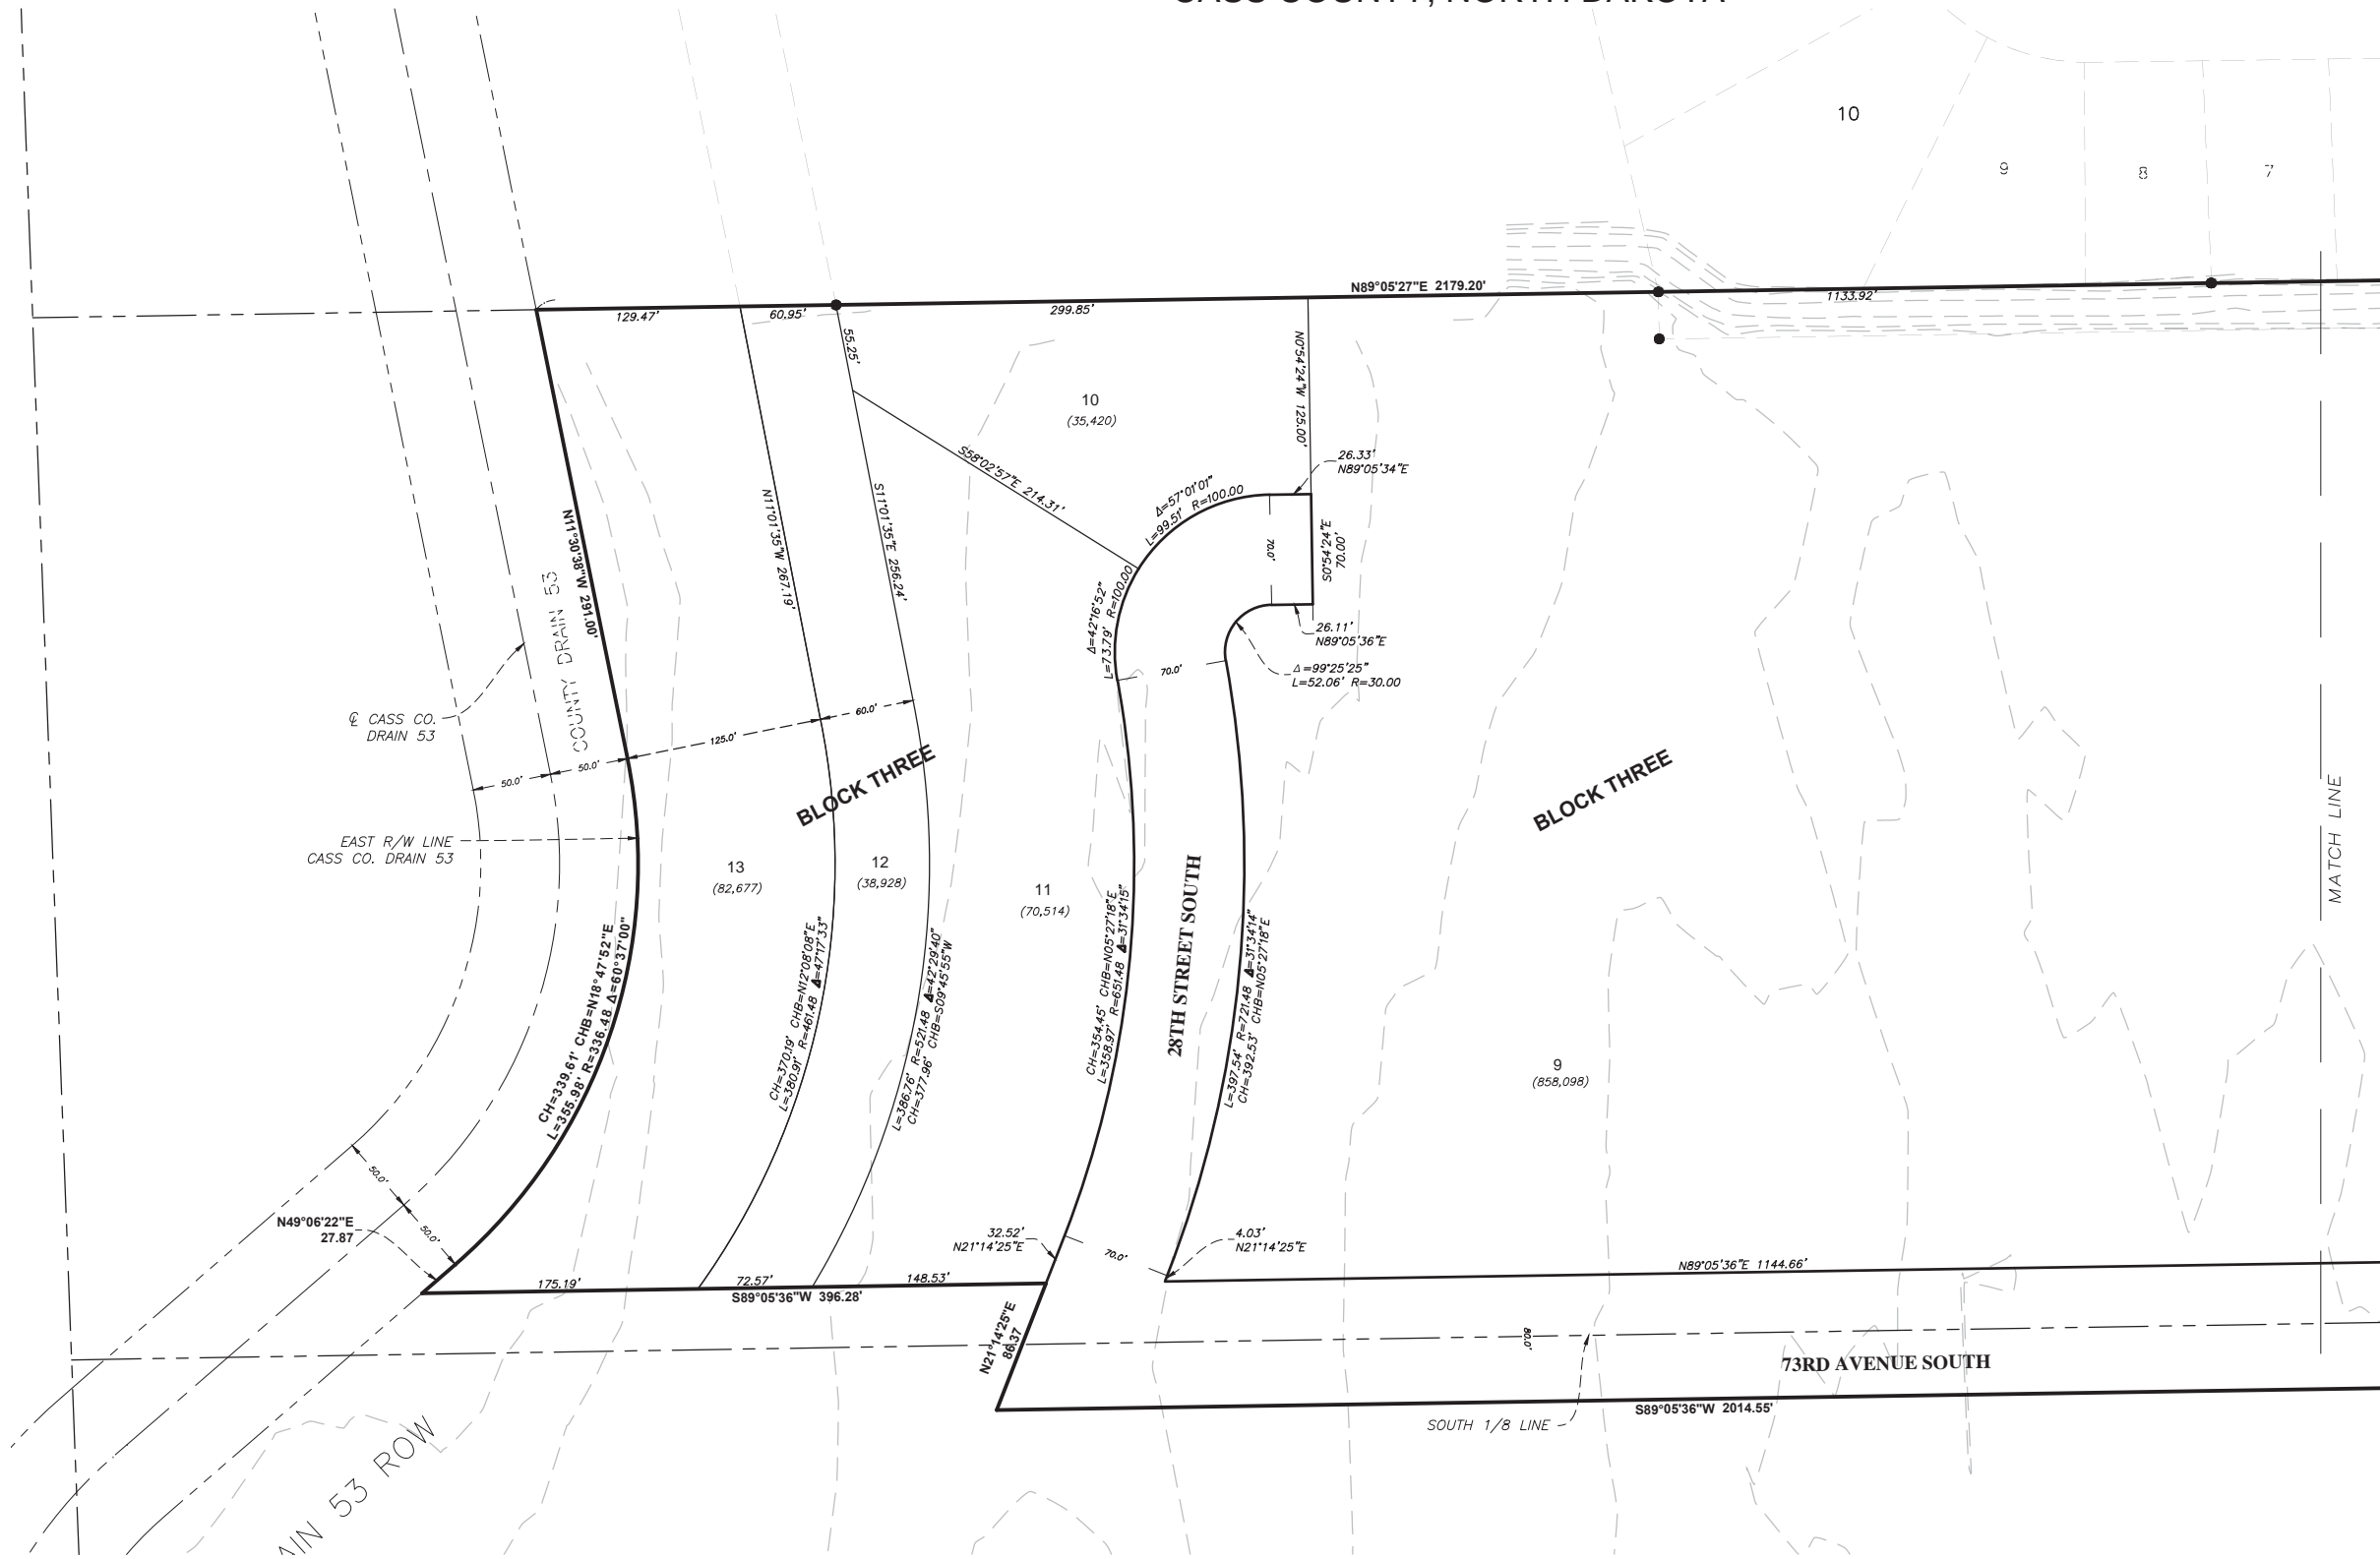 CASS COUNTY, NORTH DAKOTA
10
9
8
7
N89°05'27"E 2179.20'
129.47'
60.95'
299.85'
1133.92'
55.25'
N0°54'24"W 125.00'
10
(35,420)
S58°02'57"E 214.31'
26.33'
N89°05'34"E
Δ=57°01'01"
L=99.51' R=100.00
70.0'
S0°54'24"E
70.00'
N11°30'38"W 291.00'
N11°01'35"W 267.19'
S11°01'35"E 256.24'
COUNTY DRAIN 53
Δ=42°16'52"
L=73.79' R=100.00
26.11'
N89°05'36"E
70.0'
Δ=99°25'25"
L=52.06' R=30.00
℄ CASS CO.
DRAIN 53
50.0'
50.0'
125.0'
60.0'
BLOCK THREE
BLOCK THREE
MATCH LINE
EAST R/W LINE
CASS CO. DRAIN 53
13
(82,677)
12
(38,928)
11
(70,514)
28TH STREET SOUTH
CH=339.61' CHB=N18°47'52"E
L=355.98' R=336.48 Δ=60°37'00"
CH=370.19' CHB=N12°08'08"E
L=380.91' R=461.48 Δ=47°17'33"
L=386.76' R=521.48 Δ=42°29'40"
CH=377.96' CHB=S09°45'55"W
CH=354.45' CHB=N05°27'18"E
L=358.97' R=651.48 Δ=31°34'15"
L=397.54' R=721.48 Δ=31°34'14"
CH=392.53' CHB=N05°27'18"E
9
(858,098)
50.0'
50.0'
N49°06'22"E
27.87
32.52'
N21°14'25"E
70.0'
4.03'
N21°14'25"E
N89°05'36"E 1144.66'
175.19'
72.57'
148.53'
S89°05'36"W 396.28'
N21°14'25"E
86.37
80.0'
73RD AVENUE SOUTH
SOUTH 1/8 LINE
S89°05'36"W 2014.55'
AIN 53 ROW